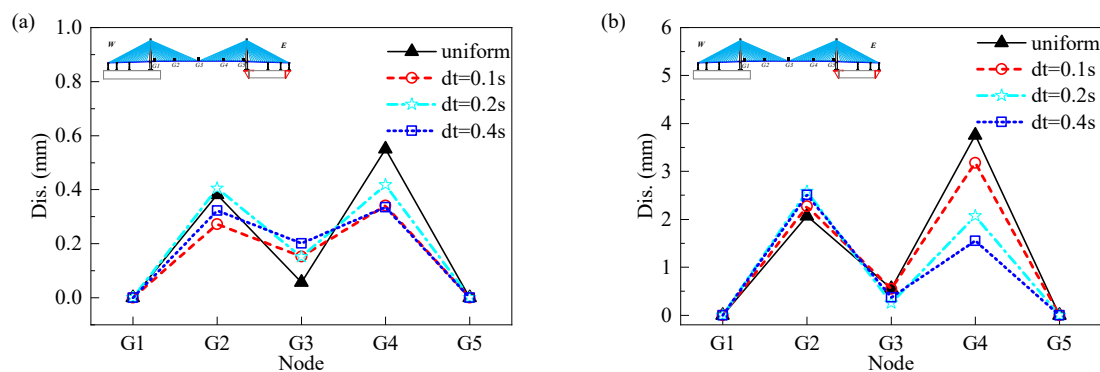 (a)
1.0
0.8
0.6
0.4
0.2
0.0
Dis. (mm)
G1 G2 G3 G4 G5
Node
W
E
G1 G2 G3 G4 G5
uniform
dt=0.1s
dt=0.2s
dt=0.4s
(b)
6
5
4
3
2
1
0
Dis. (mm)
G1 G2 G3 G4 G5
Node
W
E
G1 G2 G3 G4 G5
uniform
dt=0.1s
dt=0.2s
dt=0.4s